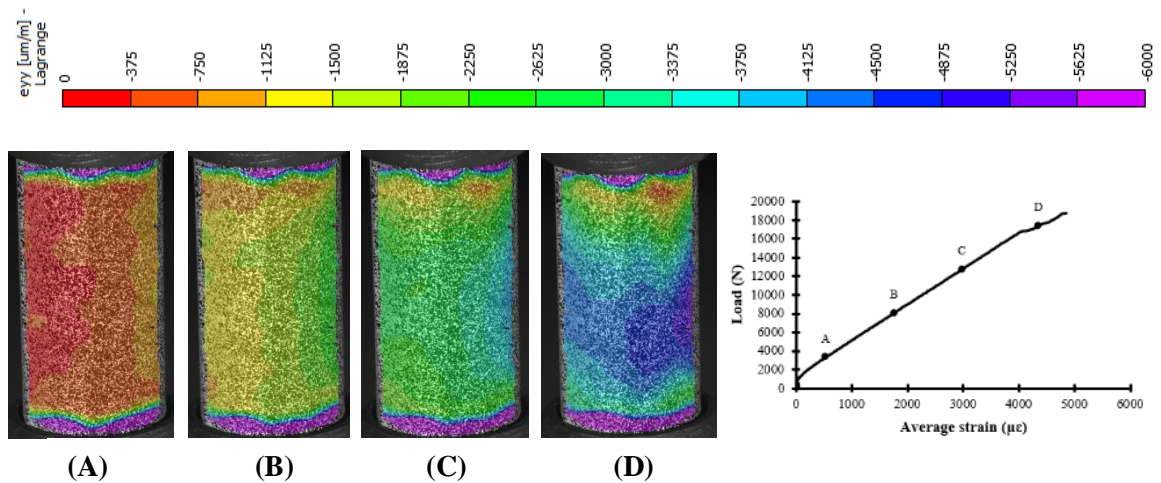 eyy [um/m] -
Lagrange
0 -375 -750 -1125 -1500 -1875 -2250 -2625 -3000 -3375 -3750 -4125 -4500 -4875 -5250 -5625 -6000
(A) (B) (C) (D)
Load (N)
20000
18000
16000
14000
12000
10000
8000
6000
4000
2000
0
A
B
C
D
0 1000 2000 3000 4000 5000 6000
Average strain (με)